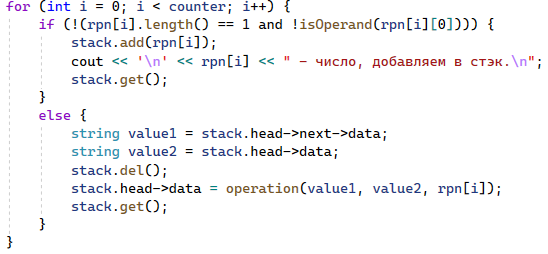 for (int i = 0; i < counter; i++) {
    if (!(rpn[i].length() == 1 and !isOperand(rpn[i][0]))) {
        stack.add(rpn[i]);
        cout << '\n' << rpn[i] << " – число, добавляем в стэк.\n";
        stack.get();
    }
    else {
        string value1 = stack.head->next->data;
        string value2 = stack.head->data;
        stack.del();
        stack.head->data = operation(value1, value2, rpn[i]);
        stack.get();
    }
}